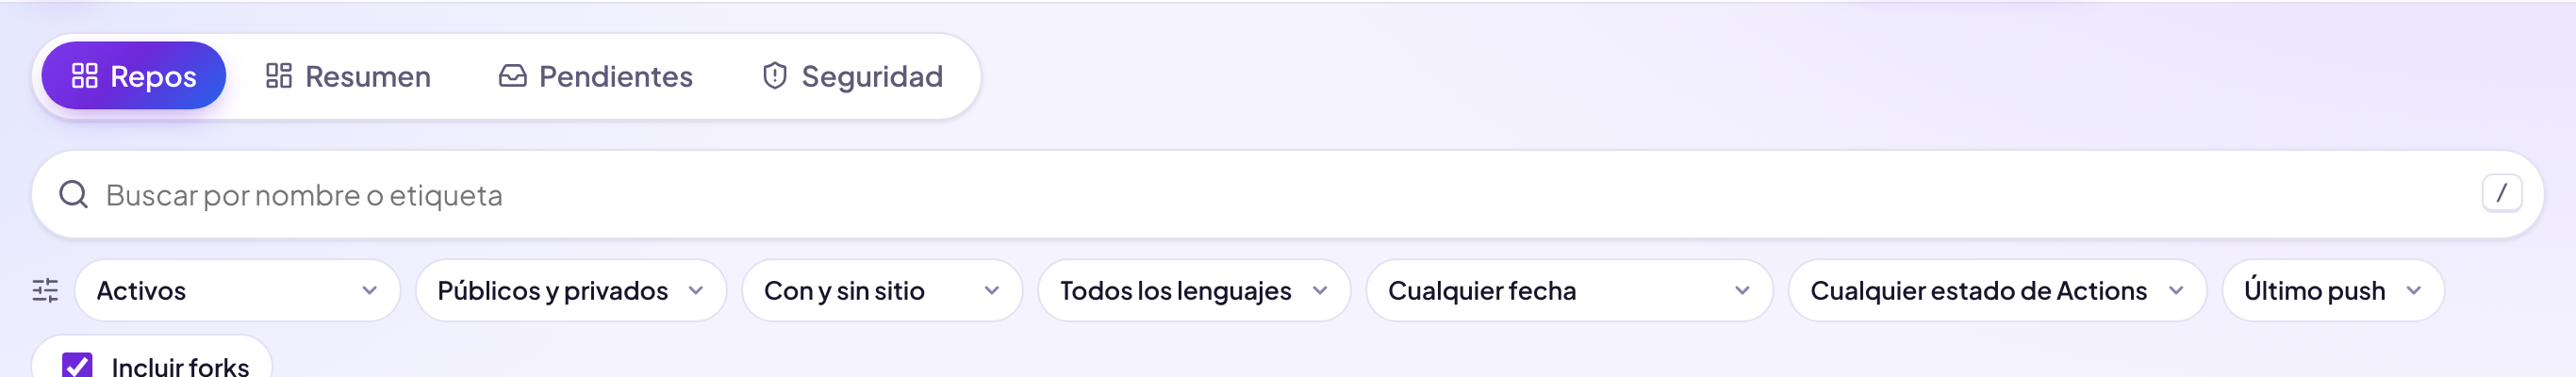 Repos Resumen Pendientes Seguridad
Buscar por nombre o etiqueta /
Activos Públicos y privados Con y sin sitio Todos los lenguajes Cualquier fecha Cualquier estado de Actions Último push
Incluir forks